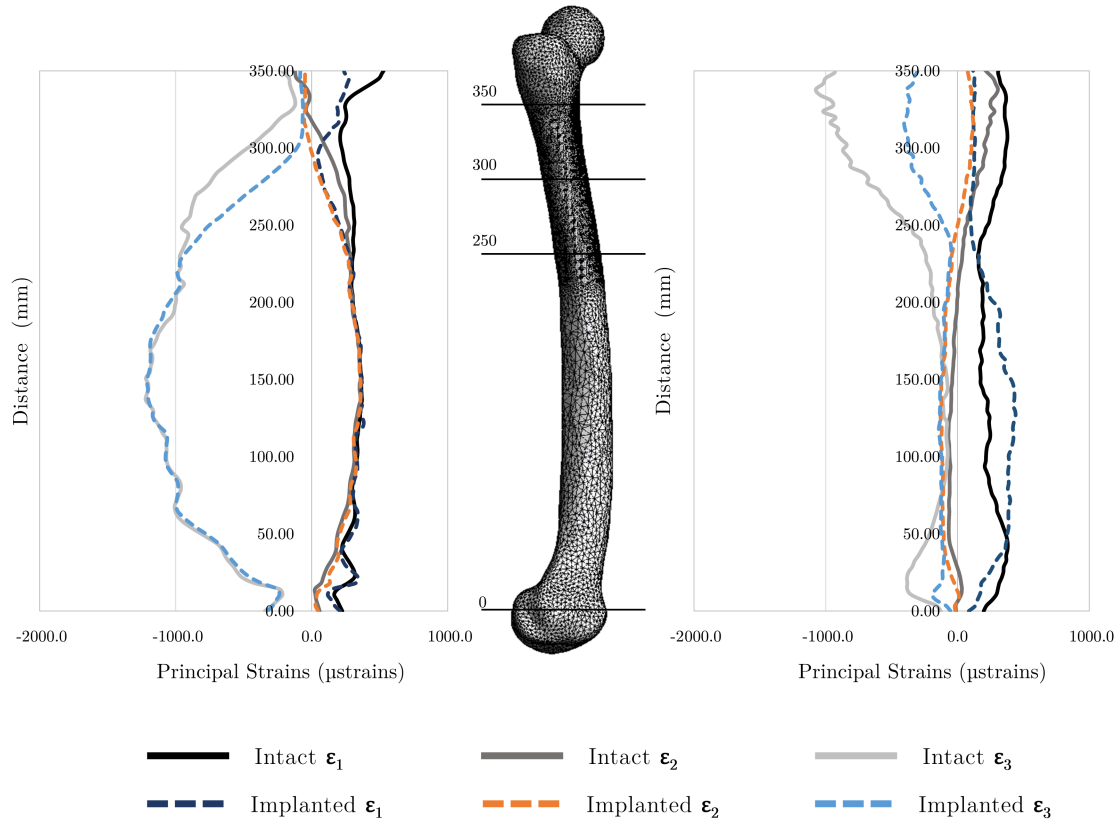 350.00
300.00
250.00
200.00
150.00
100.00
50.00
0.00
-2000.0
-1000.0
0.0
1000.0
Distance (mm)
Principal Strains (µstrains)
350
300
250
0
350.00
300.00
250.00
200.00
150.00
100.00
50.00
0.00
-2000.0
-1000.0
0.0
1000.0
Distance (mm)
Principal Strains (µstrains)
Intact ε1
Intact ε2
Intact ε3
Implanted ε1
Implanted ε2
Implanted ε3